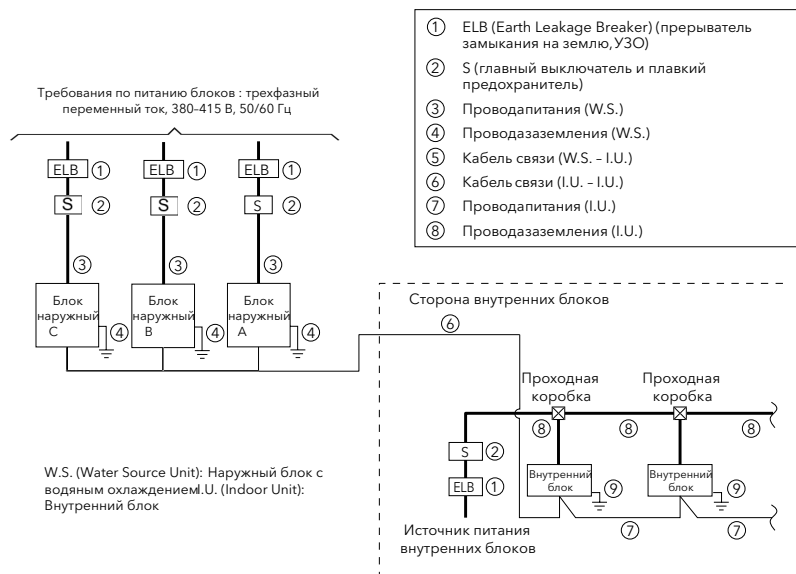 ① ELB (Earth Leakage Breaker) (прерыватель
замыкания на землю,УЗО)
② S (главный выключатель и плавкий
предохранитель)
③ Проводапитания (W.S.)
④ Проводазаземления (W.S.)
⑤ Кабель связи (W.S. – I.U.)
⑥ Кабель связи (I.U. – I.U.)
⑦ Проводапитания (I.U.)
⑧ Проводазаземления (I.U.)
Требования по питанию блоков : трехфазный
переменный ток, 380–415 В, 50/60 Гц
ELB ① ELB ① ELB ①
S ② S ② S ②
③ ③ ③
Блок
наружный
C
④
Блок
наружный
B
④
Блок
наружный
A
④
Сторона внутренних блоков
⑥
Проходная
коробка
Проходная
коробка
⑧ ⑧ ⑧
S ②
ELB ①
Внутренний
блок
⑨
Внутренний
блок
⑨
⑦ ⑦
Источник питания
внутренних блоков
W.S. (Water Source Unit): Наружный блок с
водяным охлаждениемI.U. (Indoor Unit):
Внутренний блок